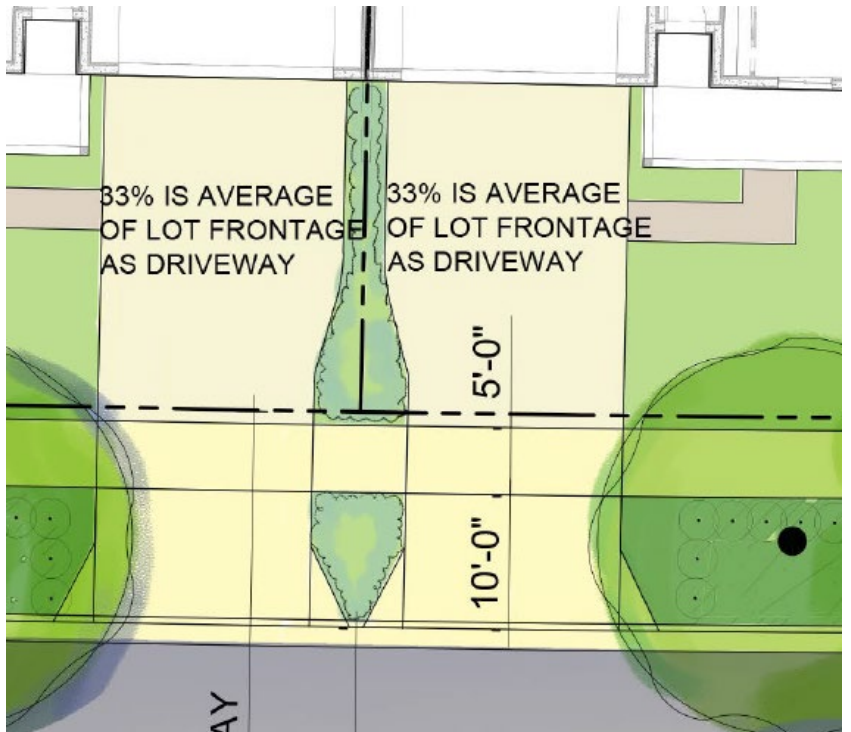 33% IS AVERAGE
OF LOT FRONTAGE
AS DRIVEWAY
33% IS AVERAGE
OF LOT FRONTAGE
AS DRIVEWAY
5'-0"
10'-0"